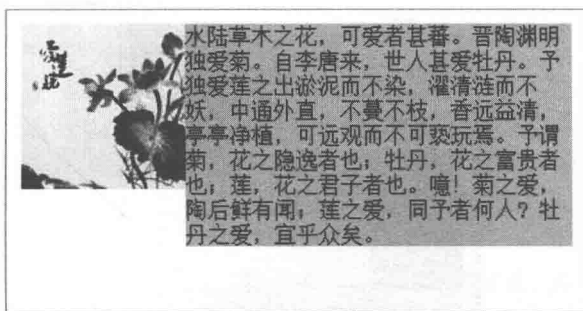 水陆草木之花，可爱者甚蕃。晋陶渊明
独爱菊。自李唐来，世人甚爱牡丹。予
独爱莲之出淤泥而不染，濯清涟而不
妖，中通外直，不蔓不枝，香远益清，
亭亭净植，可远观而不可亵玩焉。予谓
菊，花之隐逸者也；牡丹，花之富贵者
也；莲，花之君子者也。噫！菊之爱，
陶后鲜有闻；莲之爱，同予者何人？牡
丹之爱，宜乎众矣。